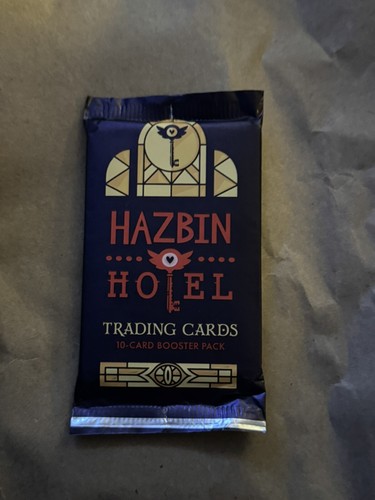 HAZBIN
HOTEL
TRADING CARDS
10-CARD BOOSTER PACK